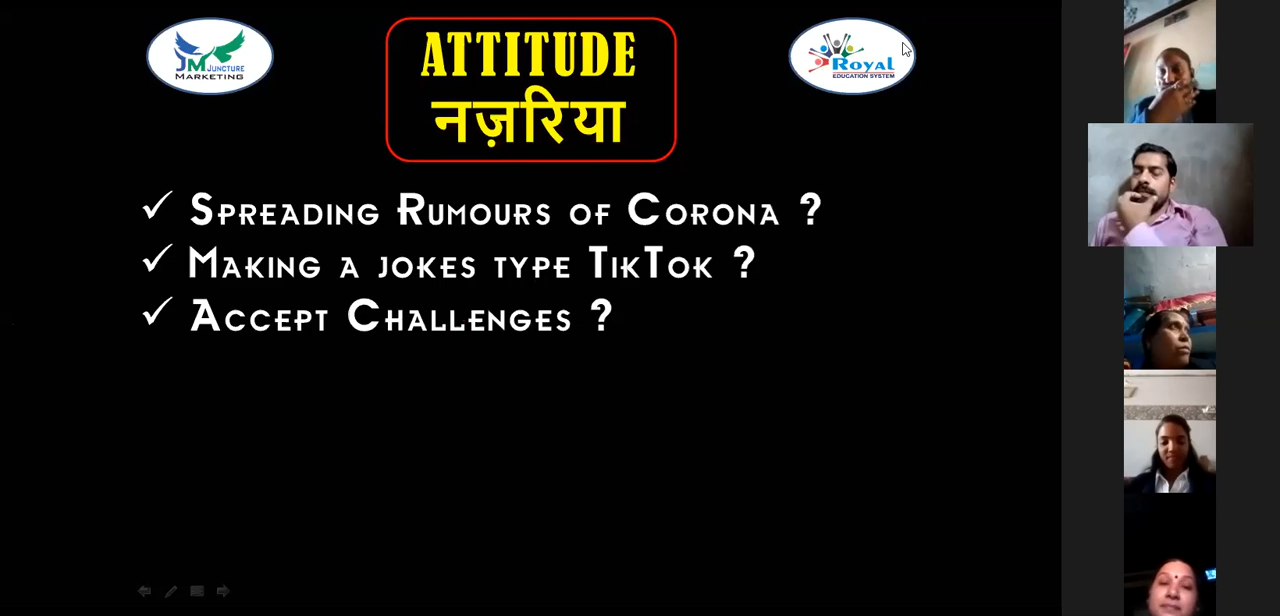 JM JUNCTURE
MARKETING
ATTITUDE
नज़रिया
Royal
EDUCATION SYSTEM
✓ SPREADING RUMOURS OF CORONA ?
✓ MAKING A JOKES TYPE TIKTOK ?
✓ ACCEPT CHALLENGES ?